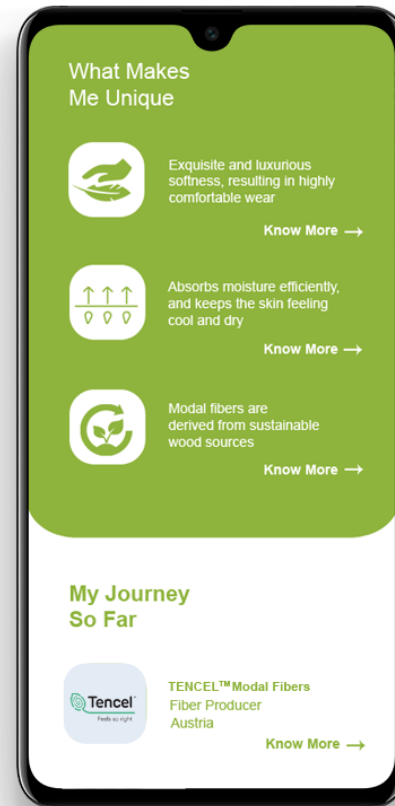 What Makes
Me Unique
Exquisite and luxurious
softness, resulting in highly
comfortable wear
Know More →
Absorbs moisture efficiently,
and keeps the skin feeling
cool and dry
Know More →
Modal fibers are
derived from sustainable
wood sources
Know More →
My Journey
So Far
Tencel™
Feels so right
TENCEL™Modal Fibers
Fiber Producer
Austria
Know More →